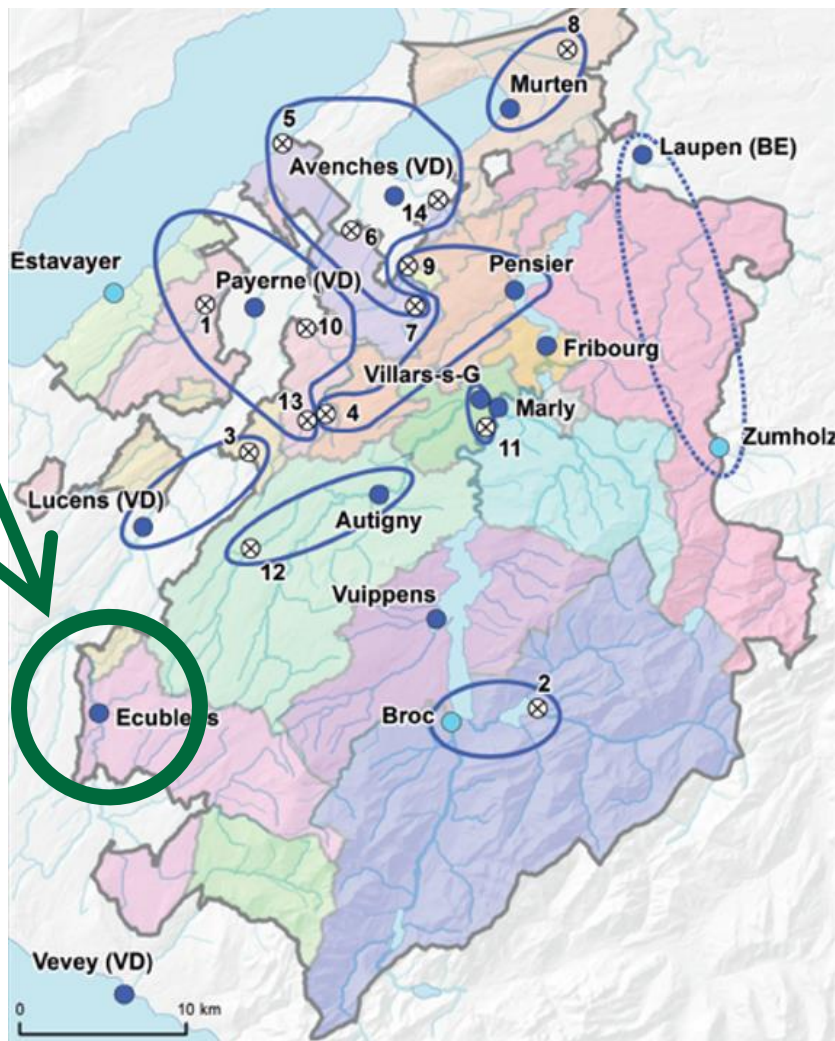 8
Murten
5
Laupen (BE)
Avenches (VD)
14
6
Estavayer
9
Payerne (VD)
Pensier
1
10
7
Fribourg
Villars-s-G
13
4
Marly
3
11
Zumholz
Lucens (VD)
Autigny
12
Vuippens
2
Ecublens
Broc
Vevey (VD)
0 10 km